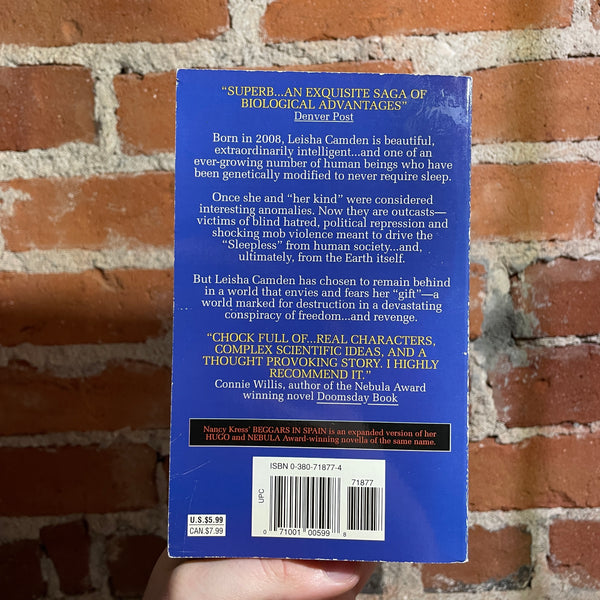 “SUPERB...AN EXQUISITE SAGA OF
BIOLOGICAL ADVANTAGES”
Denver Post
Born in 2008, Leisha Camden is beautiful,
extraordinarily intelligent...and one of an
ever-growing number of human beings who have
been genetically modified to never require sleep.
Once she and “her kind” were considered
interesting anomalies. Now they are outcasts—
victims of blind hatred, political repression and
shocking mob violence meant to drive the
“Sleepless” from human society...and,
ultimately, from the Earth itself.
But Leisha Camden has chosen to remain behind
in a world that envies and fears her “gift”—a
world marked for destruction in a devastating
conspiracy of freedom...and revenge.
“CHOCK FULL OF...REAL CHARACTERS,
COMPLEX SCIENTIFIC IDEAS, AND A
THOUGHT PROVOKING STORY. I HIGHLY
RECOMMEND IT.”
Connie Willis, author of the Nebula Award
winning novel Doomsday Book
Nancy Kress’ BEGGARS IN SPAIN is an expanded version of her
HUGO and NEBULA Award-winning novella of the same name.
ISBN 0-380-71877-4
71877
UPC
0 71001 00599 8
U.S.$5.99
CAN.$7.99